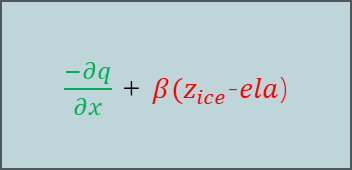 −∂q/∂x + β(z_ice-ela)